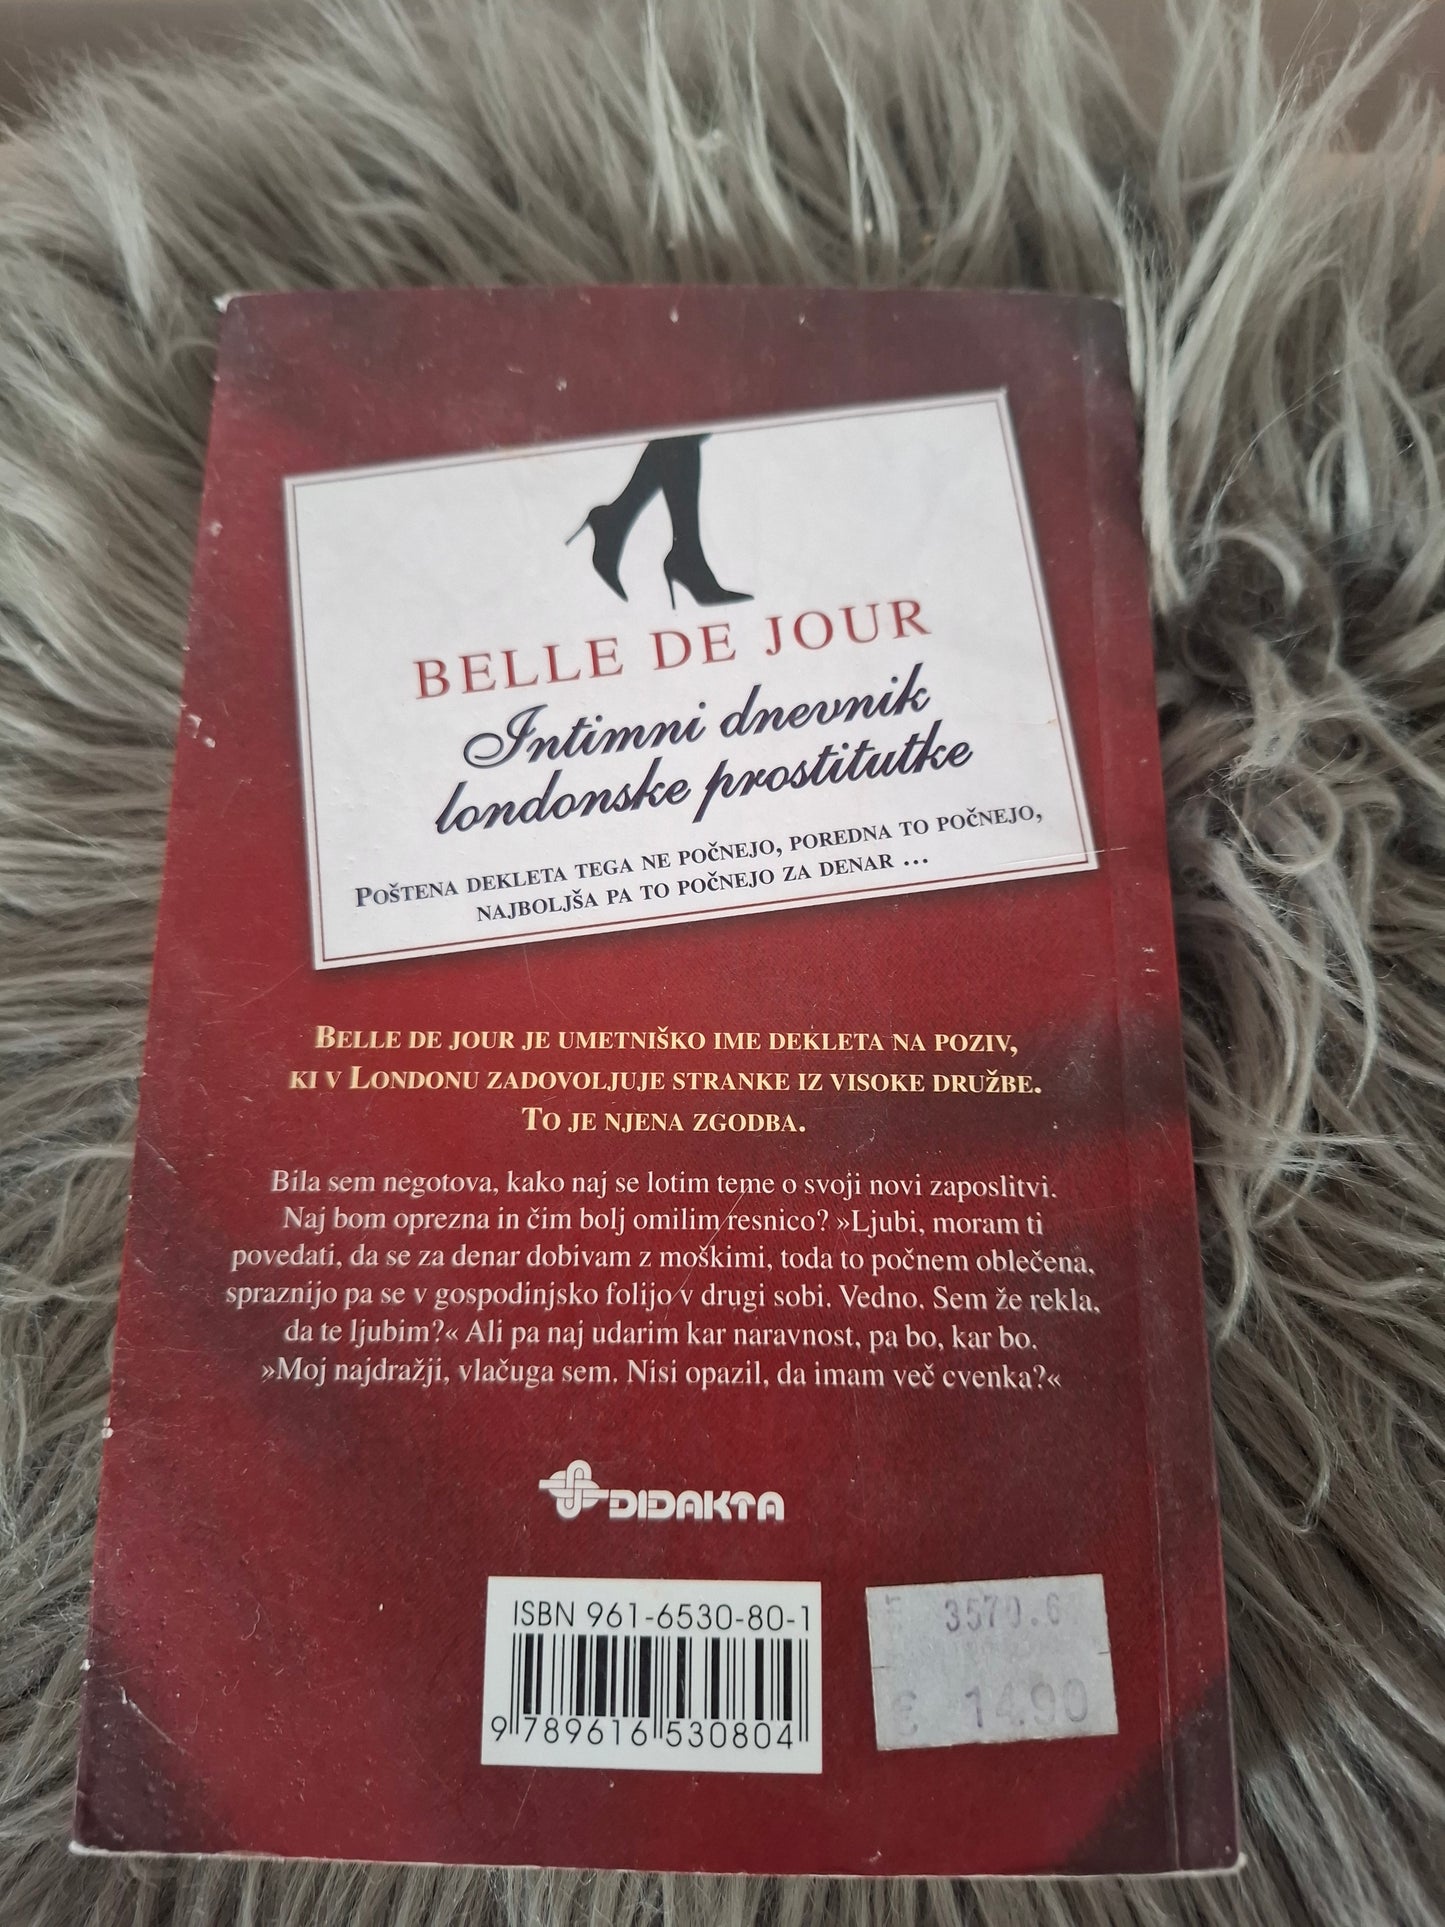 BELLE DE JOUR
Intimni dnevnik
londonske prostitutke
POŠTENA DEKLETA TEGA NE POČNEJO, POREDNA TO POČNEJO,
NAJBOLJŠA PA TO POČNEJO ZA DENAR ...
BELLE DE JOUR JE UMETNIŠKO IME DEKLETA NA POZIV,
KI V LONDONU ZADOVOLJUJE STRANKE IZ VISOKE DRUŽBE.
TO JE NJENA ZGODBA.
Bila sem negotova, kako naj se lotim teme o svoji novi zaposlitvi.
Naj bom oprezna in čim bolj omilim resnico? »Ljubi, moram ti
povedati, da se za denar dobivam z moškimi, toda to počnem oblečena,
spraznijo pa se v gospodinjsko folijo v drugi sobi. Vedno. Sem že rekla,
da te ljubim?« Ali pa naj udarim kar naravnost, pa bo, kar bo.
»Moj najdražji, vlačuga sem. Nisi opazil, da imam več cvenka?«
DIDAKTA
ISBN 961-6530-80-1
9 789616 530804
3570.6
€ 14.90